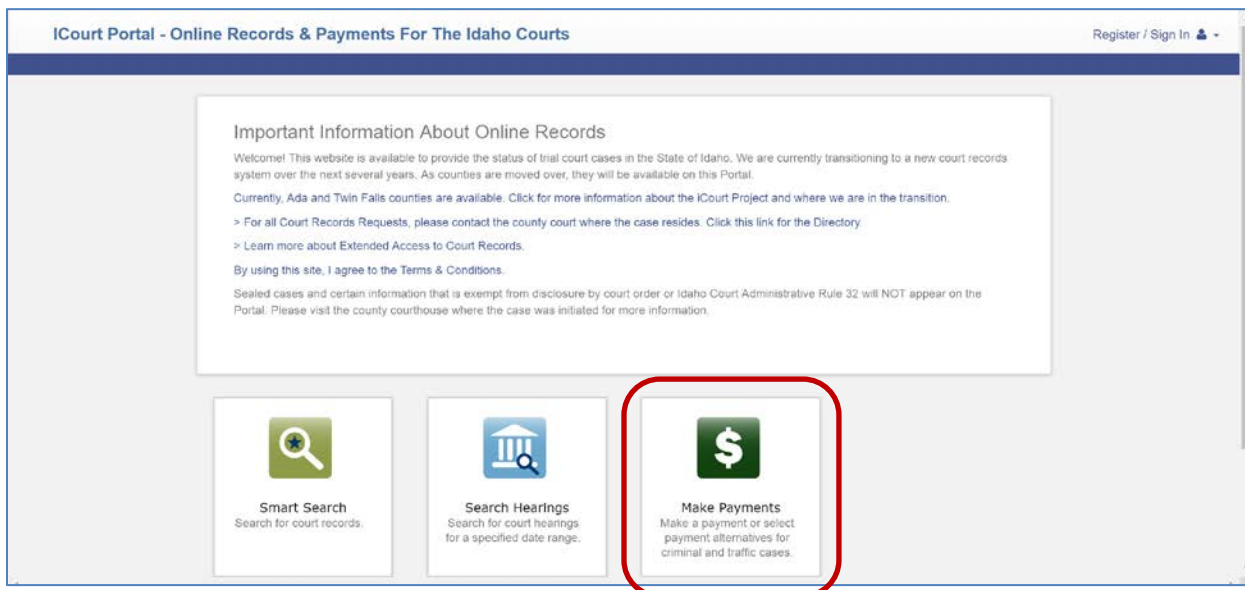 ICourt Portal - Online Records & Payments For The Idaho Courts
Register / Sign In
Important Information About Online Records
Welcome! This website is available to provide the status of trial court cases in the State of Idaho. We are currently transitioning to a new court records
system over the next several years. As counties are moved over, they will be available on this Portal.
Currently, Ada and Twin Falls counties are available. Click for more information about the iCourt Project and where we are in the transition.
> For all Court Records Requests, please contact the county court where the case resides. Click this link for the Directory.
> Learn more about Extended Access to Court Records.
By using this site, I agree to the Terms & Conditions.
Sealed cases and certain information that is exempt from disclosure by court order or Idaho Court Administrative Rule 32 will NOT appear on the
Portal. Please visit the county courthouse where the case was initiated for more information.
Smart Search
Search for court records.
Search Hearings
Search for court hearings
for a specified date range.
$
Make Payments
Make a payment or select
payment alternatives for
criminal and traffic cases.